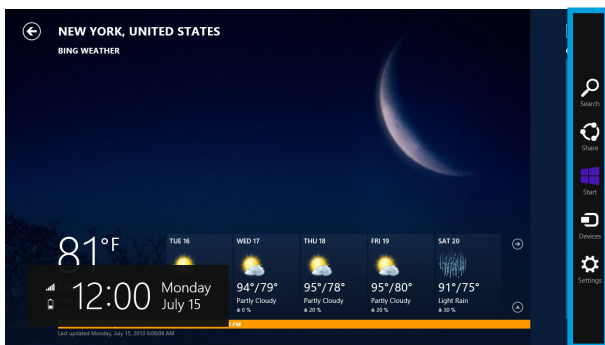 NEW YORK, UNITED STATES
BING WEATHER
Search
Share
Start
Devices
Settings
81°F
TUE 16
WED 17
94°/79°
Partly Cloudy
0 %
THU 18
95°/78°
Partly Cloudy
20 %
FRI 19
95°/80°
Partly Cloudy
20 %
SAT 20
91°/75°
Light Rain
30 %
12:00
Monday
July 15
PM
Last updated Monday, July 15, 2013 6:06:04 AM